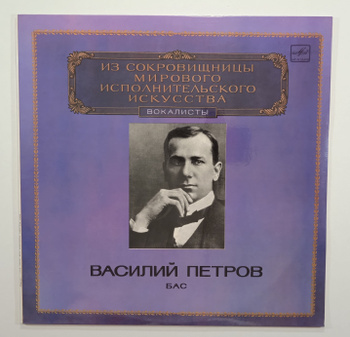 ИЗ СОКРОВИЩНИЦЫ
МИРОВОГО
ИСПОЛНИТЕЛЬСКОГО
ИСКУССТВА
ВОКАЛИСТЫ
ВАСИЛИЙ ПЕТРОВ
БАС